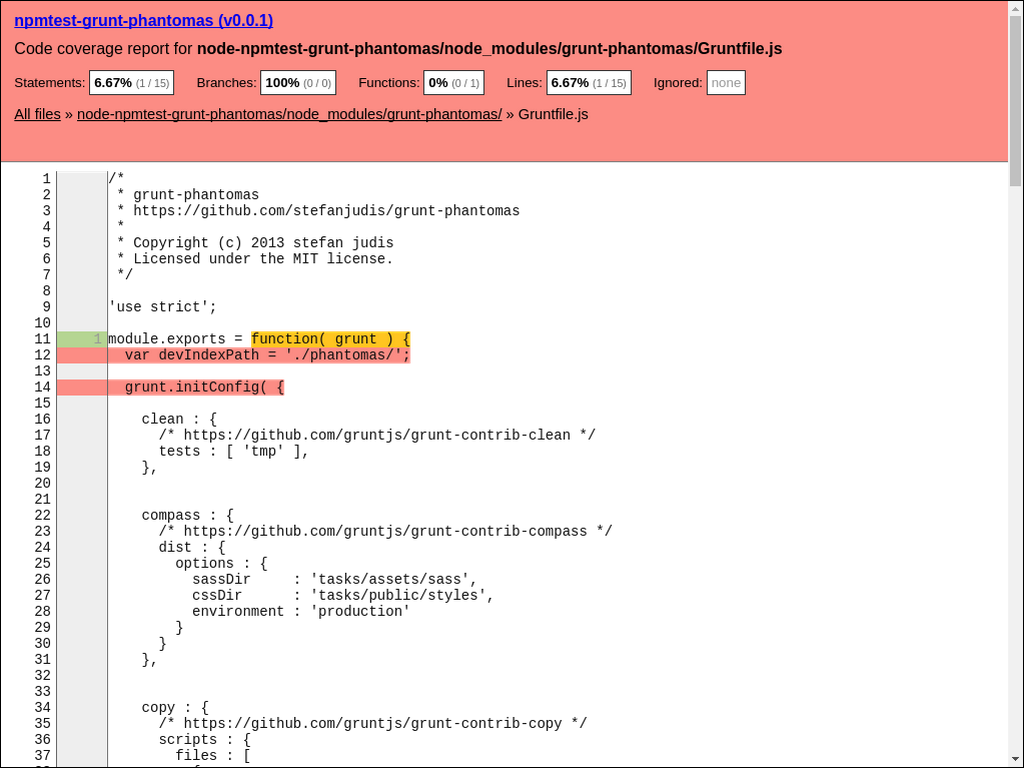 npmtest-grunt-phantomas (v0.0.1)
Code coverage report for node-npmtest-grunt-phantomas/node_modules/grunt-phantomas/Gruntfile.js
Statements: 6.67% (1 / 15) Branches: 100% (0 / 0) Functions: 0% (0 / 1) Lines: 6.67% (1 / 15) Ignored: none
All files » node-npmtest-grunt-phantomas/node_modules/grunt-phantomas/ » Gruntfile.js
1 /*
2  * grunt-phantomas
3  * https://github.com/stefanjudis/grunt-phantomas
4  *
5  * Copyright (c) 2013 stefan judis
6  * Licensed under the MIT license.
7  */
8
9 'use strict';
10
11 1 module.exports = function( grunt ) {
12   var devIndexPath = './phantomas/';
13
14   grunt.initConfig( {
15
16     clean : {
17       /* https://github.com/gruntjs/grunt-contrib-clean */
18       tests : [ 'tmp' ],
19     },
20
21
22     compass : {
23       /* https://github.com/gruntjs/grunt-contrib-compass */
24       dist : {
25         options : {
26           sassDir     : 'tasks/assets/sass',
27           cssDir      : 'tasks/public/styles',
28           environment : 'production'
29         }
30       }
31     },
32
33
34     copy : {
35       /* https://github.com/gruntjs/grunt-contrib-copy */
36       scripts : {
37         files : [